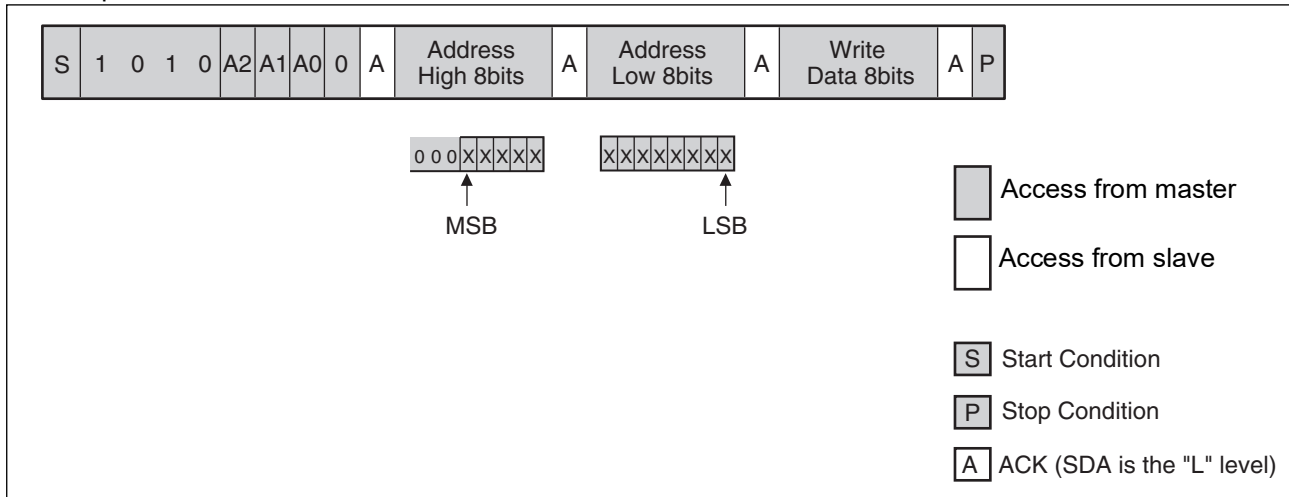 S 1 0 1 0 A2 A1 A0 0 A Address High 8bits A Address Low 8bits A Write Data 8bits A P
0 0 0 X X X X X X X X X X X X X
MSB LSB
Access from master
Access from slave
S Start Condition
P Stop Condition
A ACK (SDA is the "L" level)